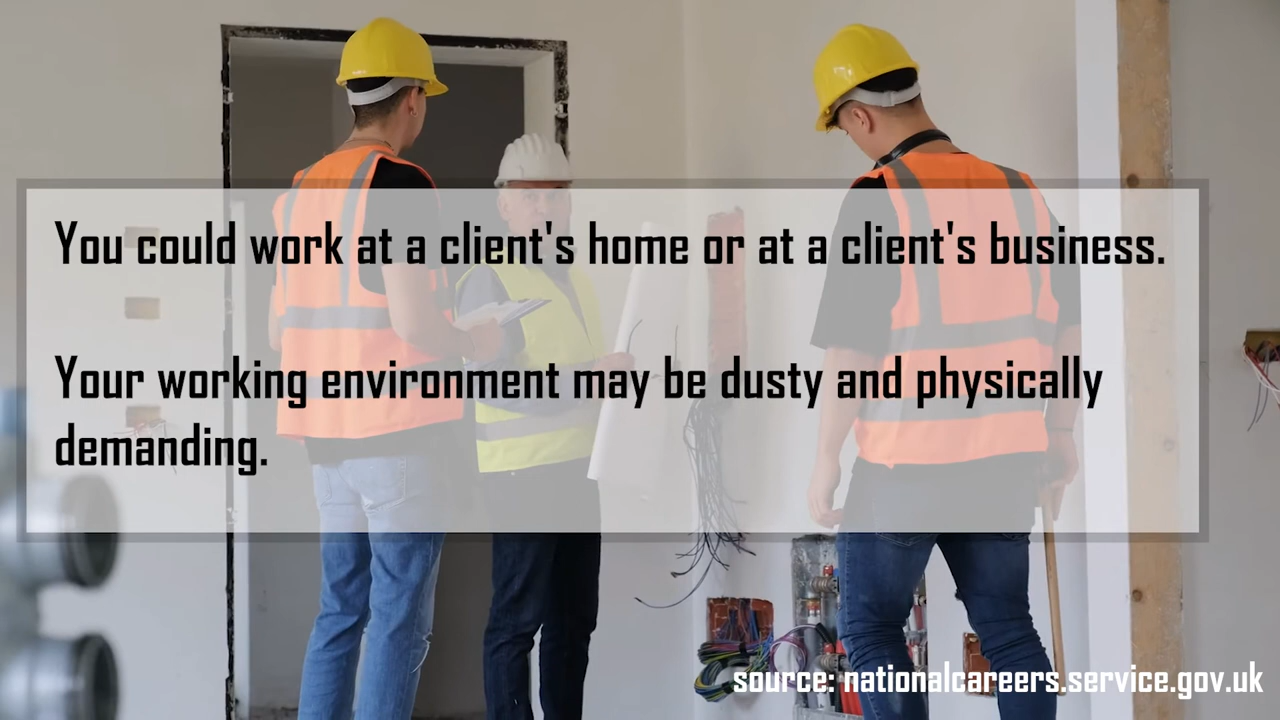 You could work at a client's home or at a client's business.
Your working environment may be dusty and physically
demanding.
source: nationalcareers.service.gov.uk